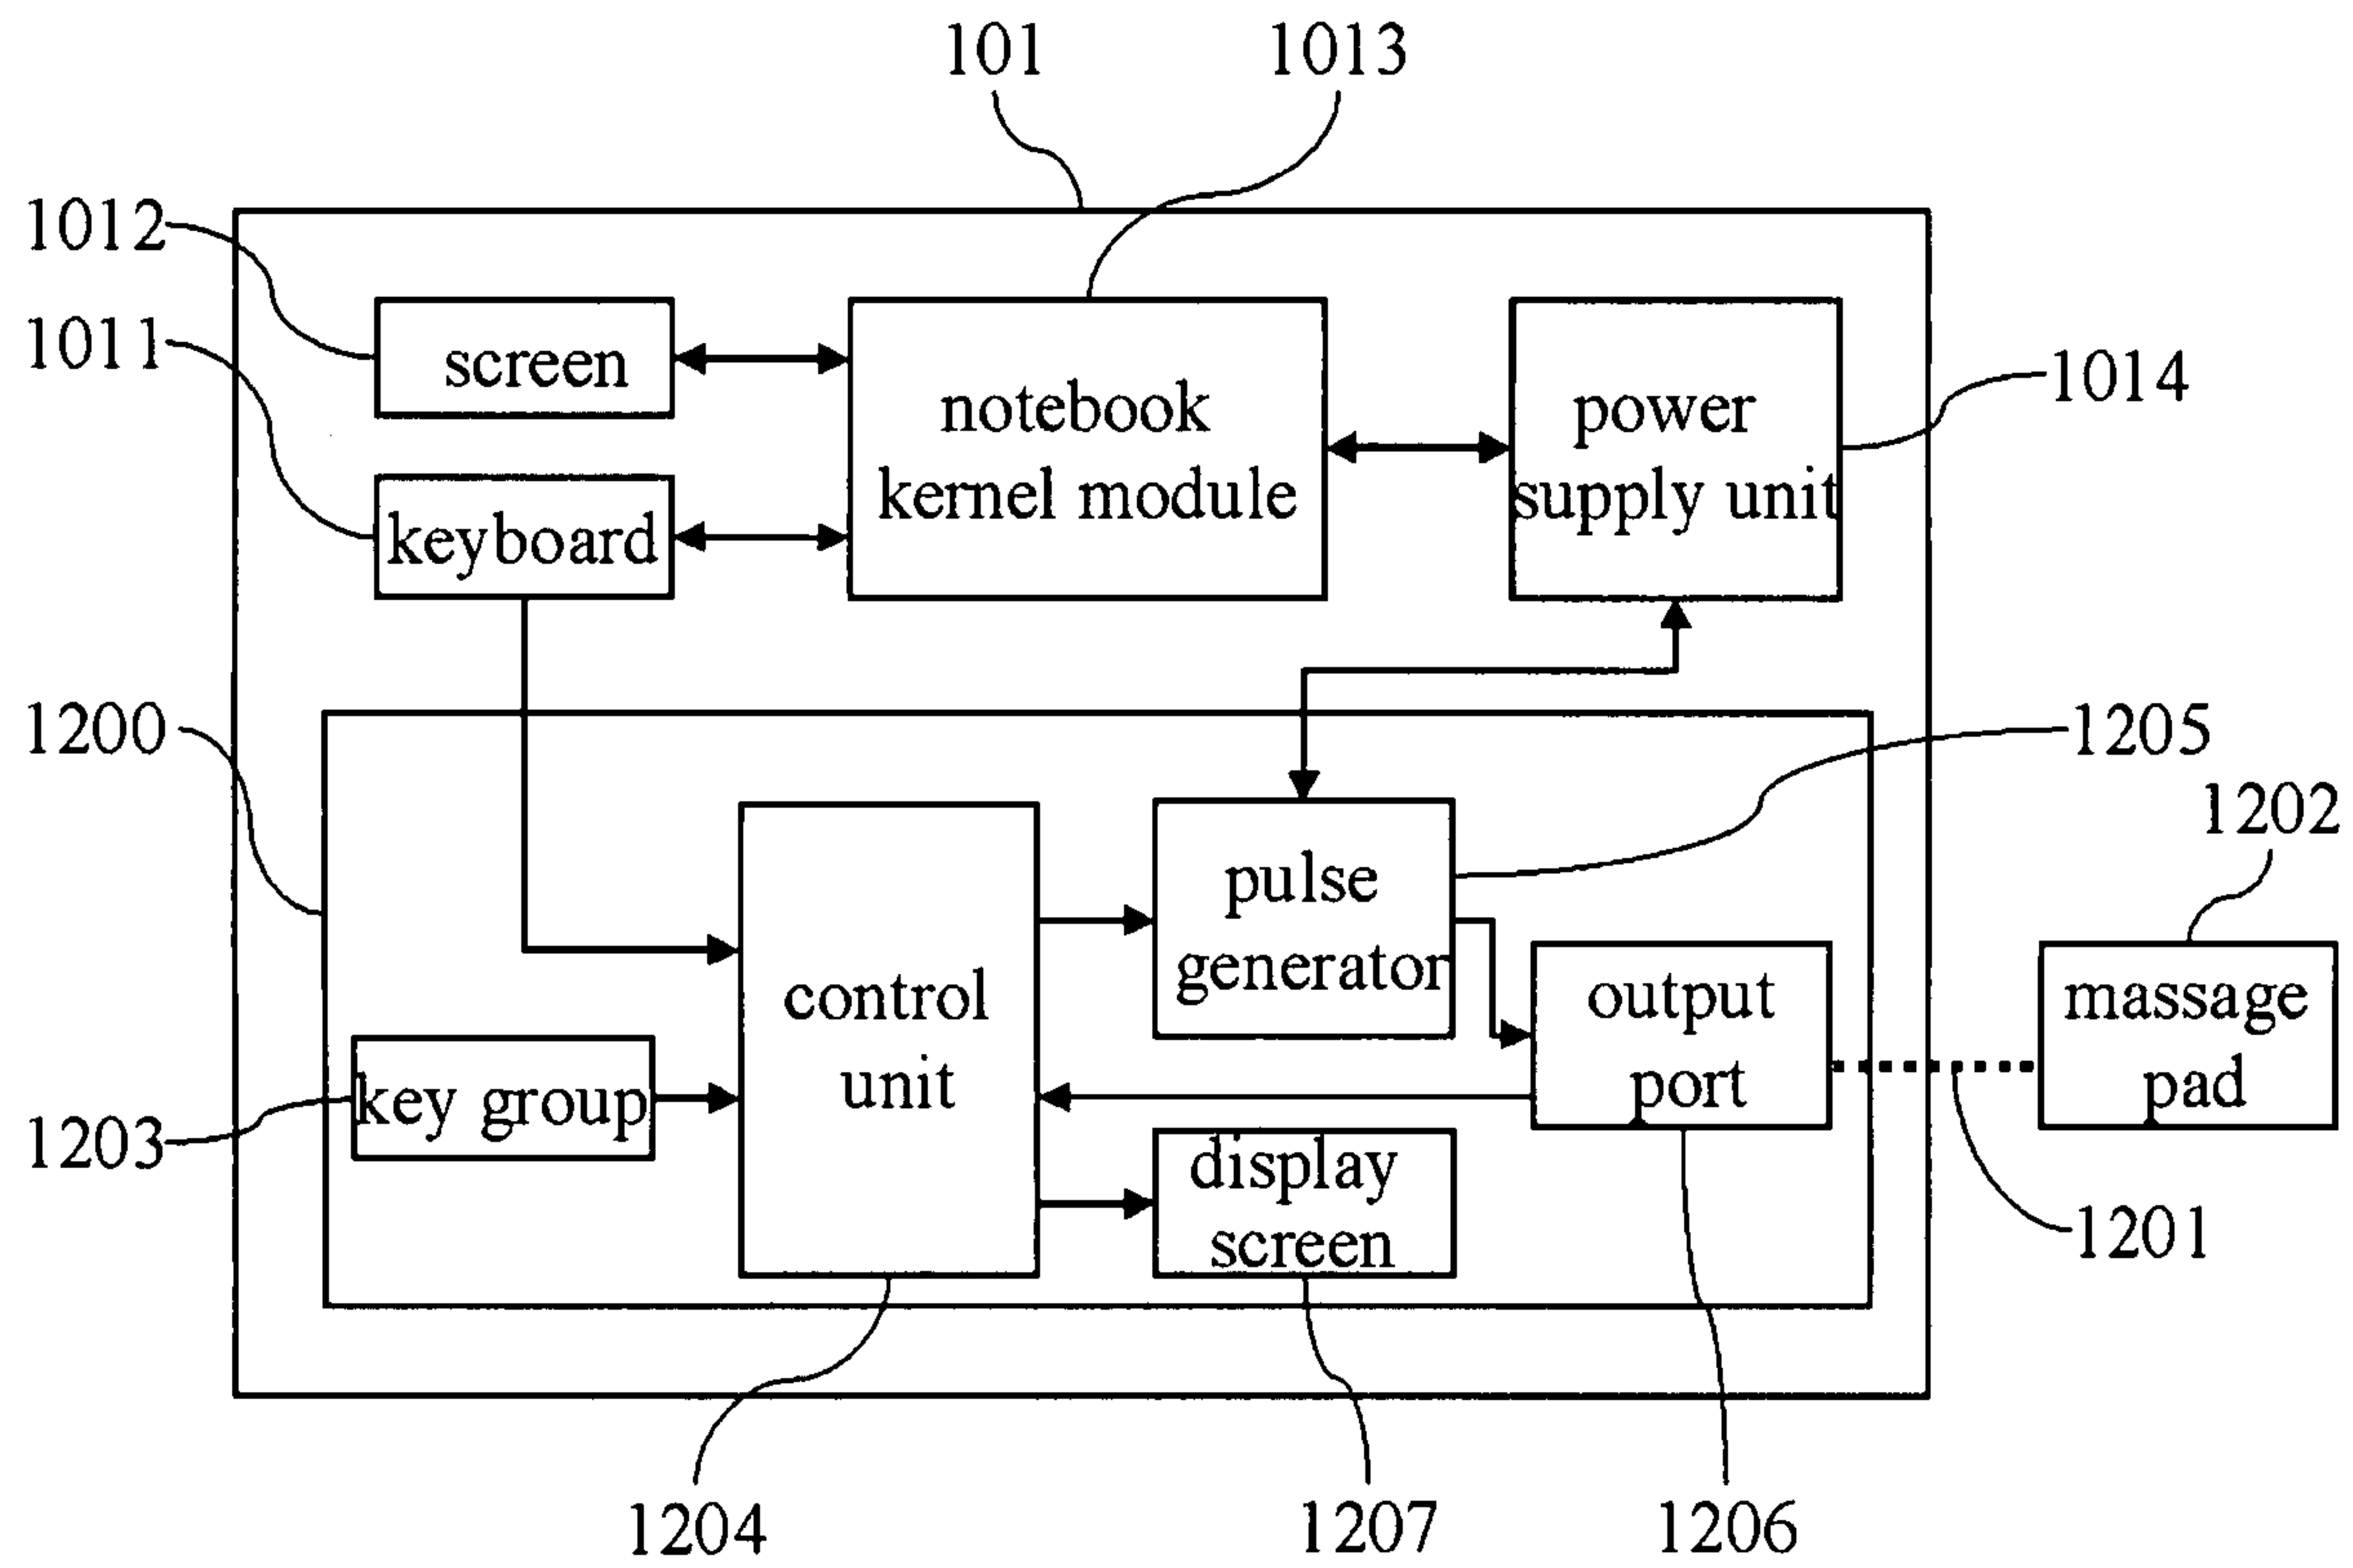 101
1013
1012
1011
screen
keyboard
notebook
kernel module
power
supply unit
1014
1200
1205
1202
pulse
generator
control
unit
output
port
massage
pad
key group
1203
display
screen
1201
1204
1207
1206